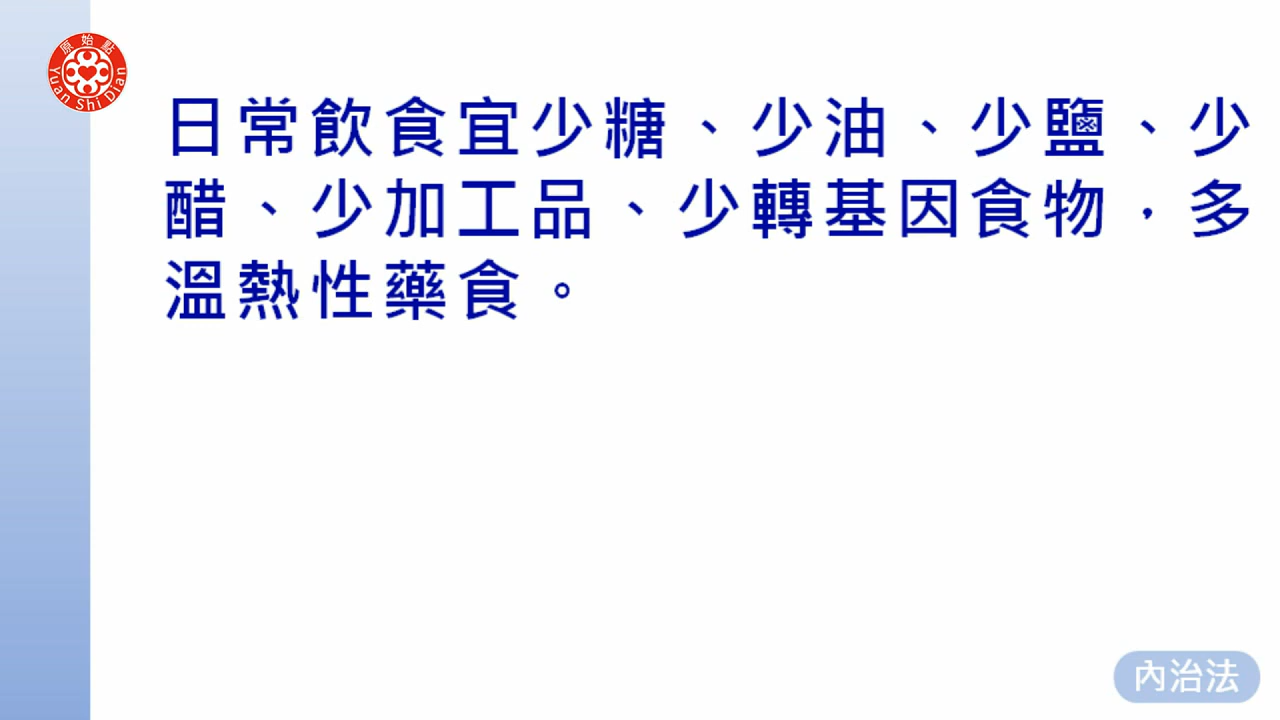 原始點
Yuan Shi Dian
日常飲食宜少糖、少油、少鹽、少
醋、少加工品、少轉基因食物，多
溫熱性藥食。
內治法